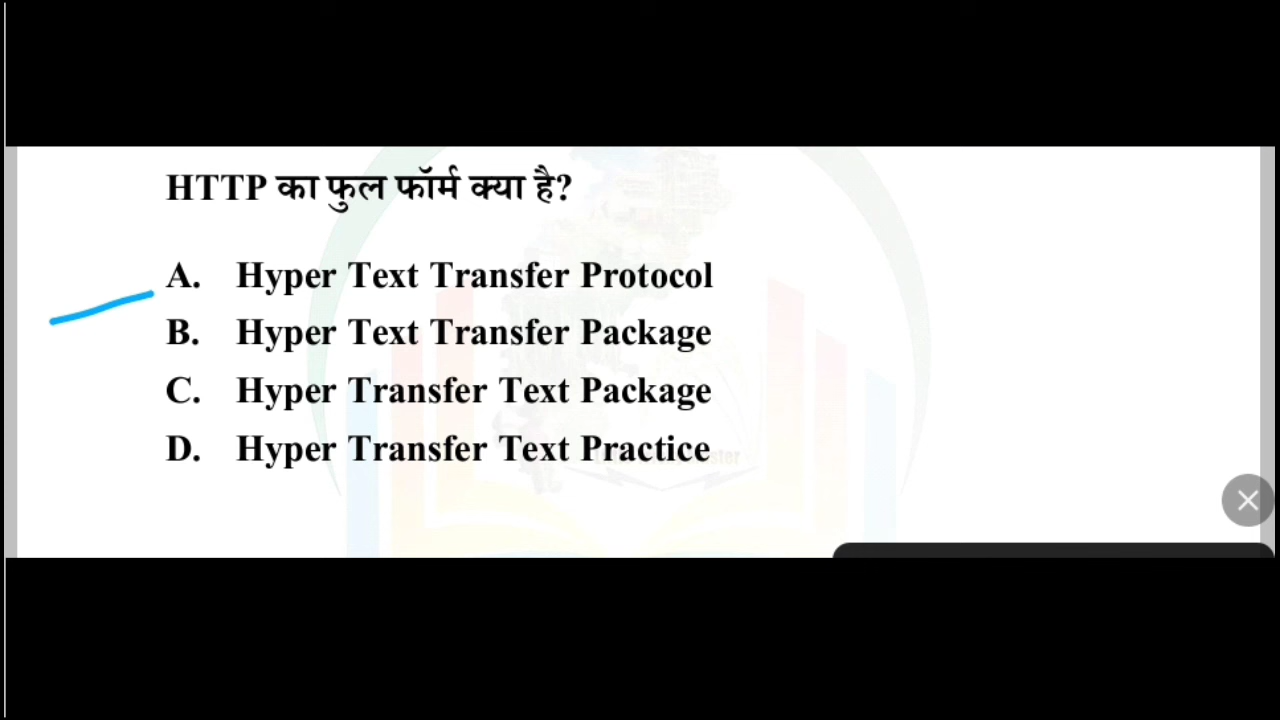 HTTP का फुल फॉर्म क्या है?
A. Hyper Text Transfer Protocol
B. Hyper Text Transfer Package
C. Hyper Transfer Text Package
D. Hyper Transfer Text Practice